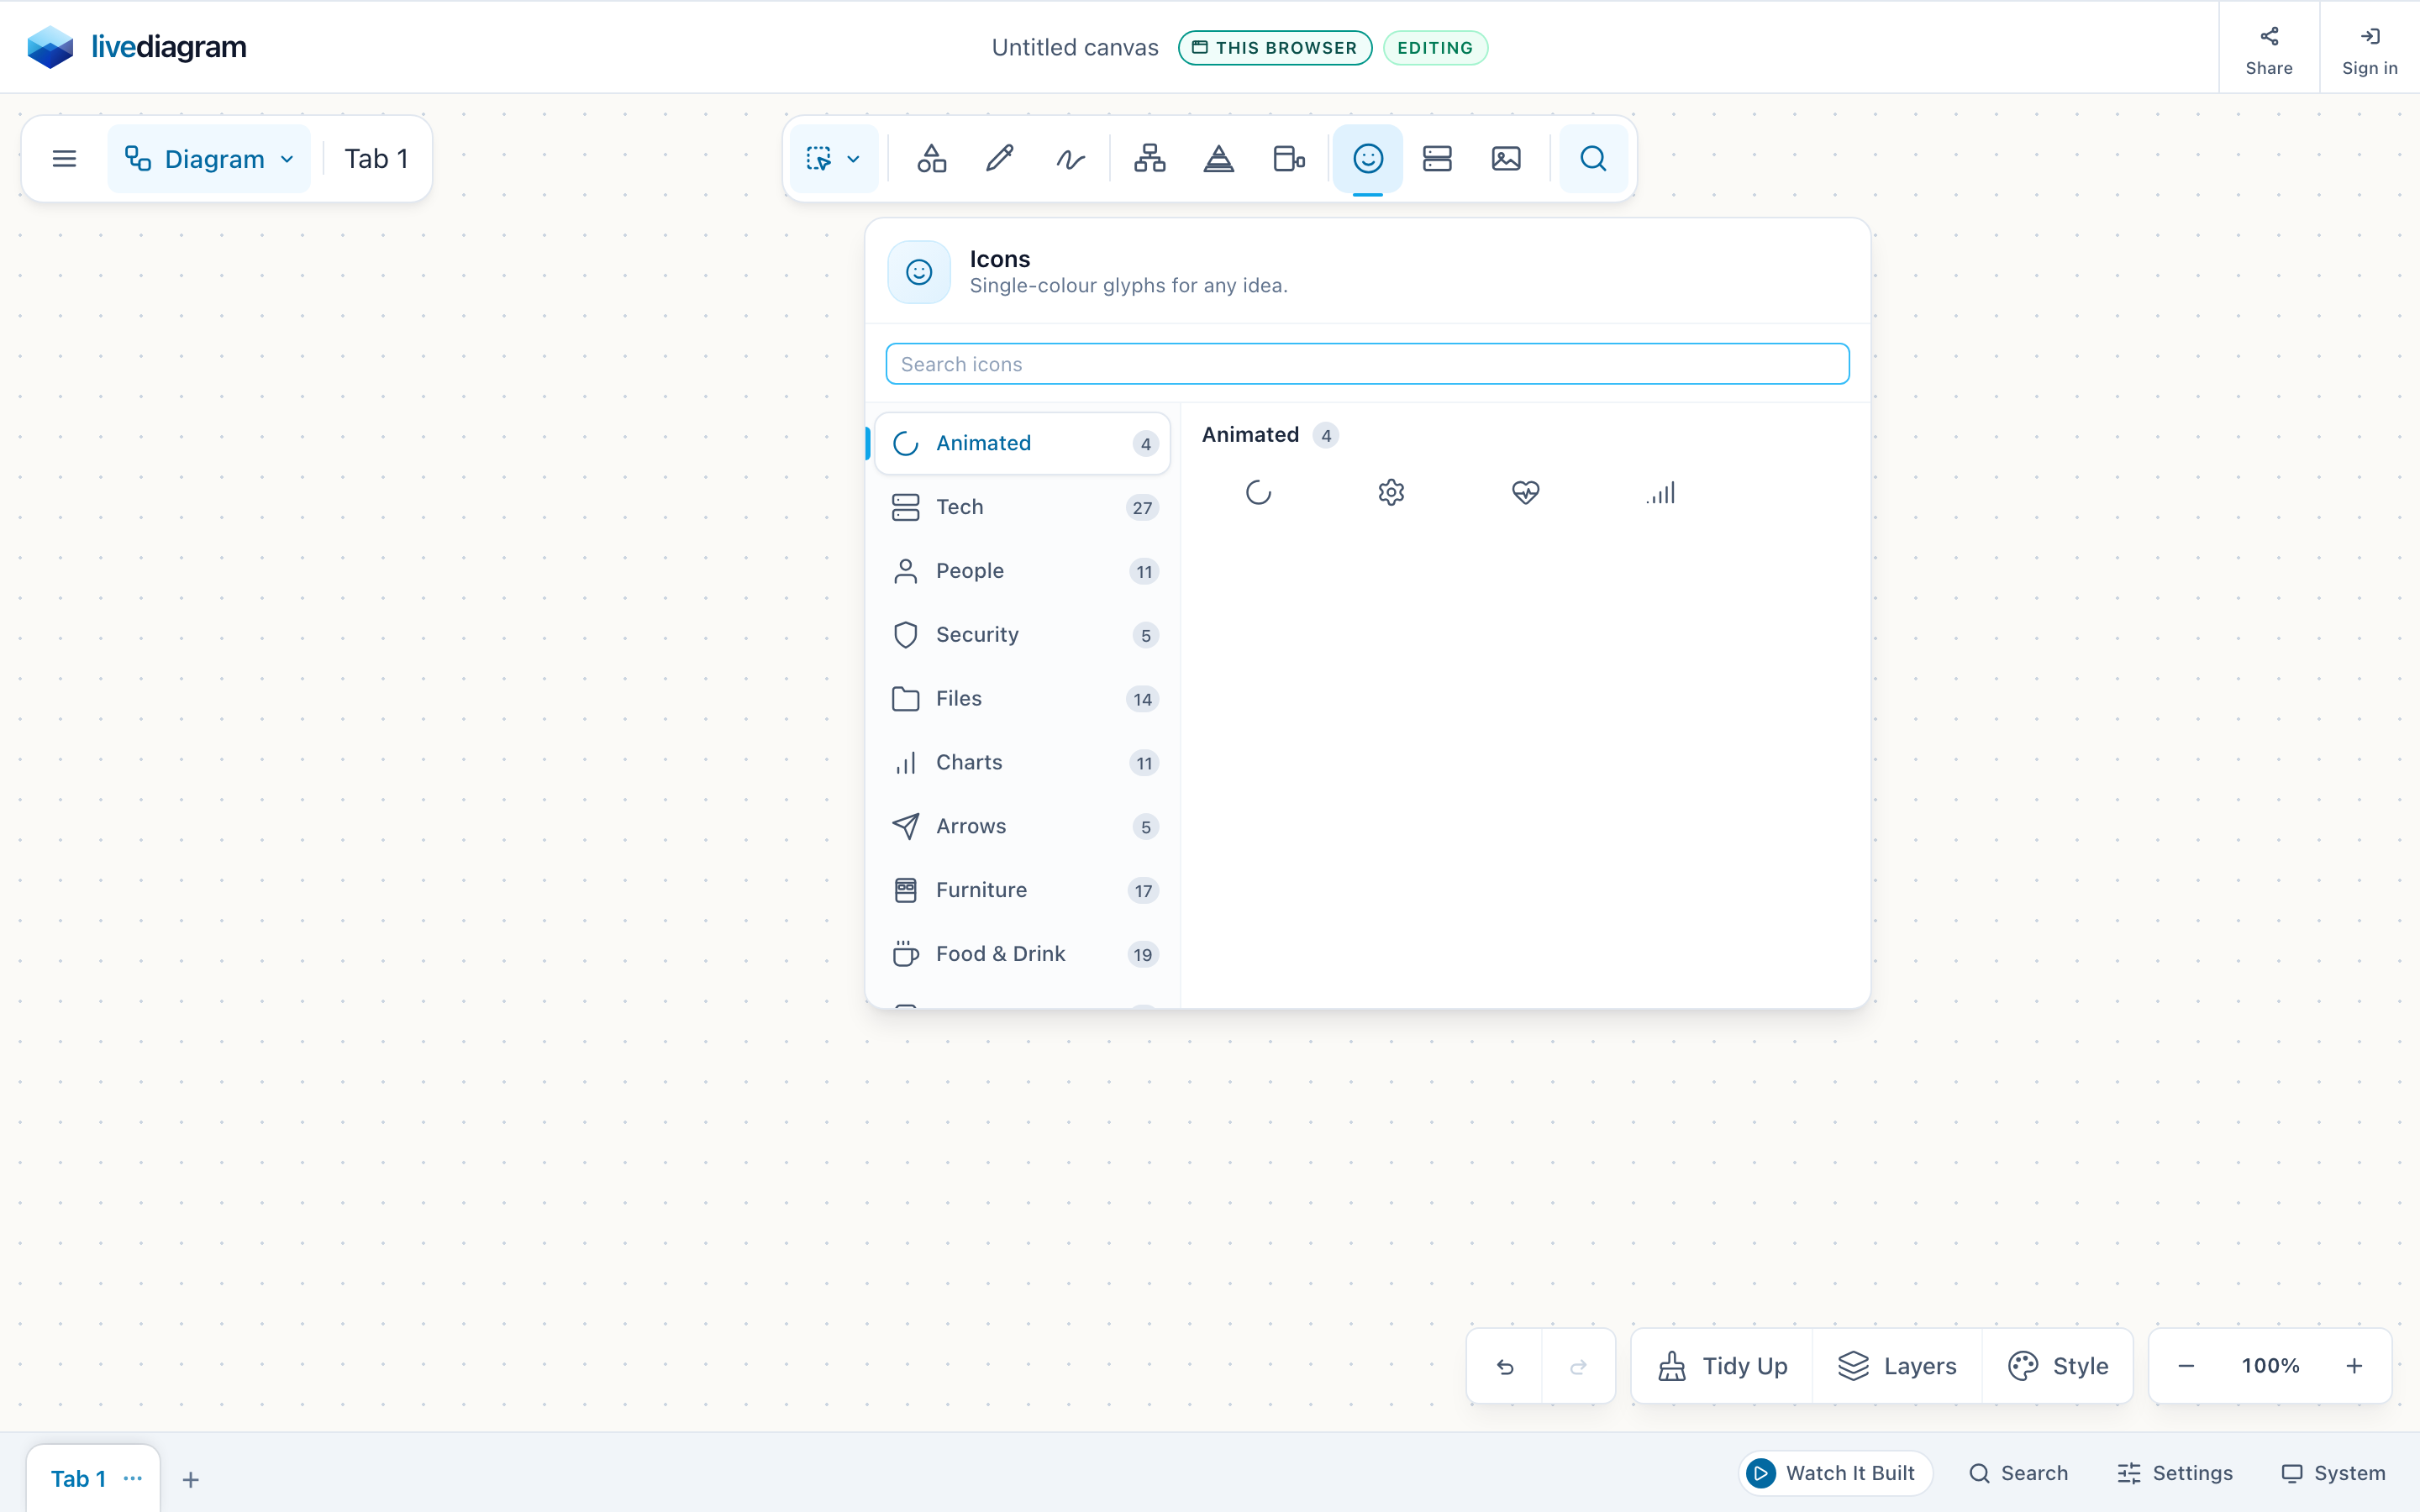 livediagram
Untitled canvas
THIS BROWSER
EDITING
Share
Sign in
Diagram
Tab 1
Icons
Single-colour glyphs for any idea.
Search icons
Animated 4
Tech 27
People 11
Security 5
Files 14
Charts 11
Arrows 5
Furniture 17
Food & Drink 19
Animated 4
Tidy Up
Layers
Style
100%
Tab 1
Watch It Built
Search
Settings
System